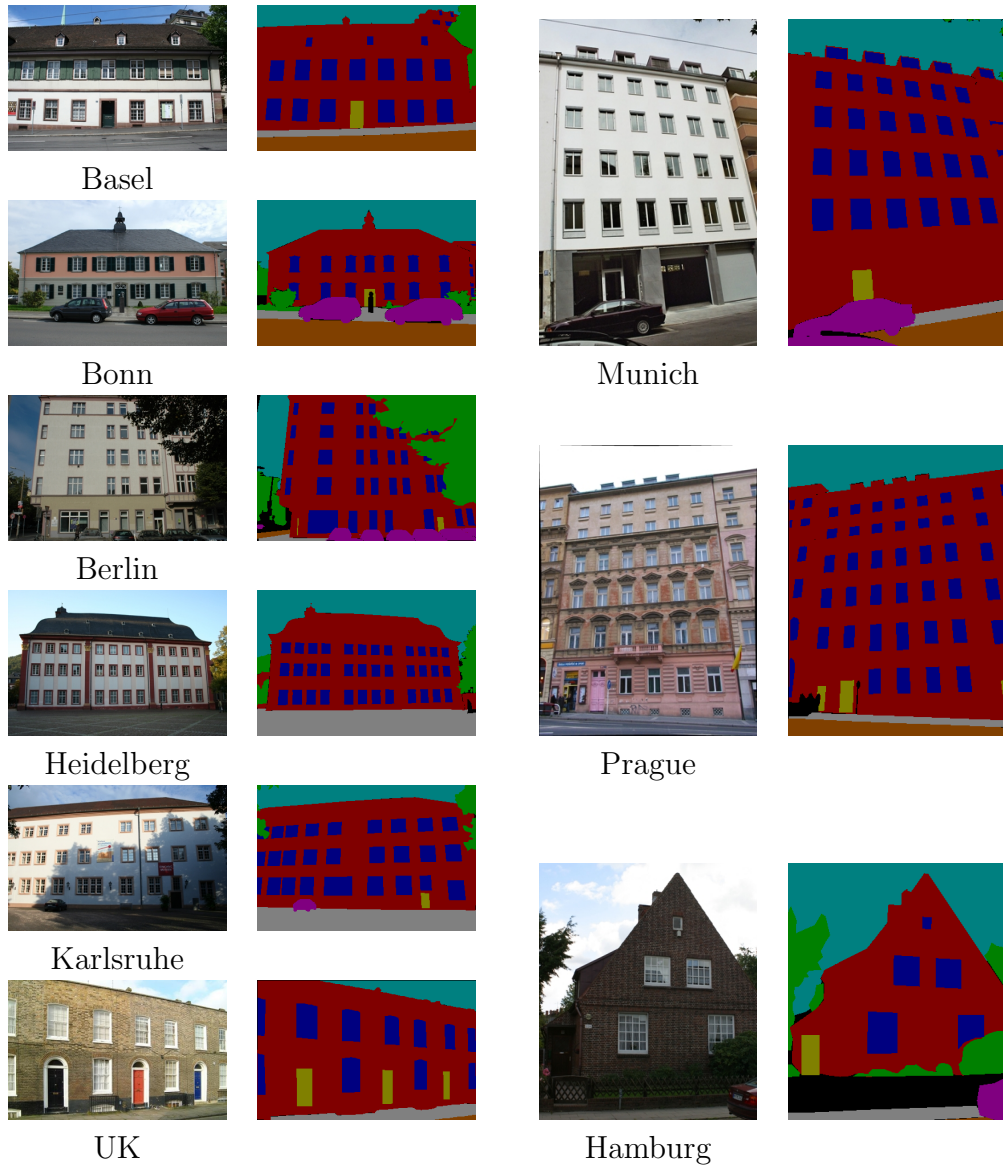 Basel
Bonn
Berlin
Heidelberg
Karlsruhe
UK
Munich
Prague
Hamburg